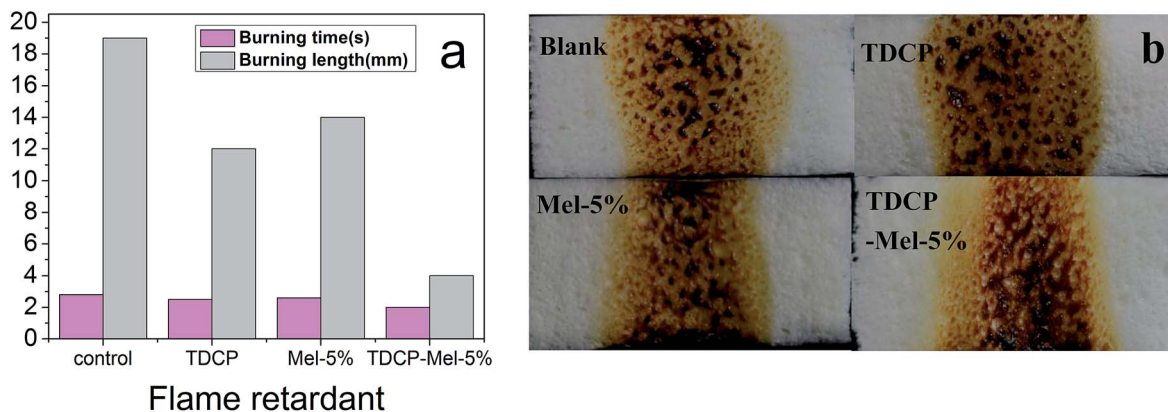 20
18
16
14
12
10
8
6
4
2
0
Burning time(s)
Burning length(mm)
a
control
TDCP
Mel-5%
TDCP-Mel-5%
Flame retardant
Blank
TDCP
b
Mel-5%
TDCP
-Mel-5%